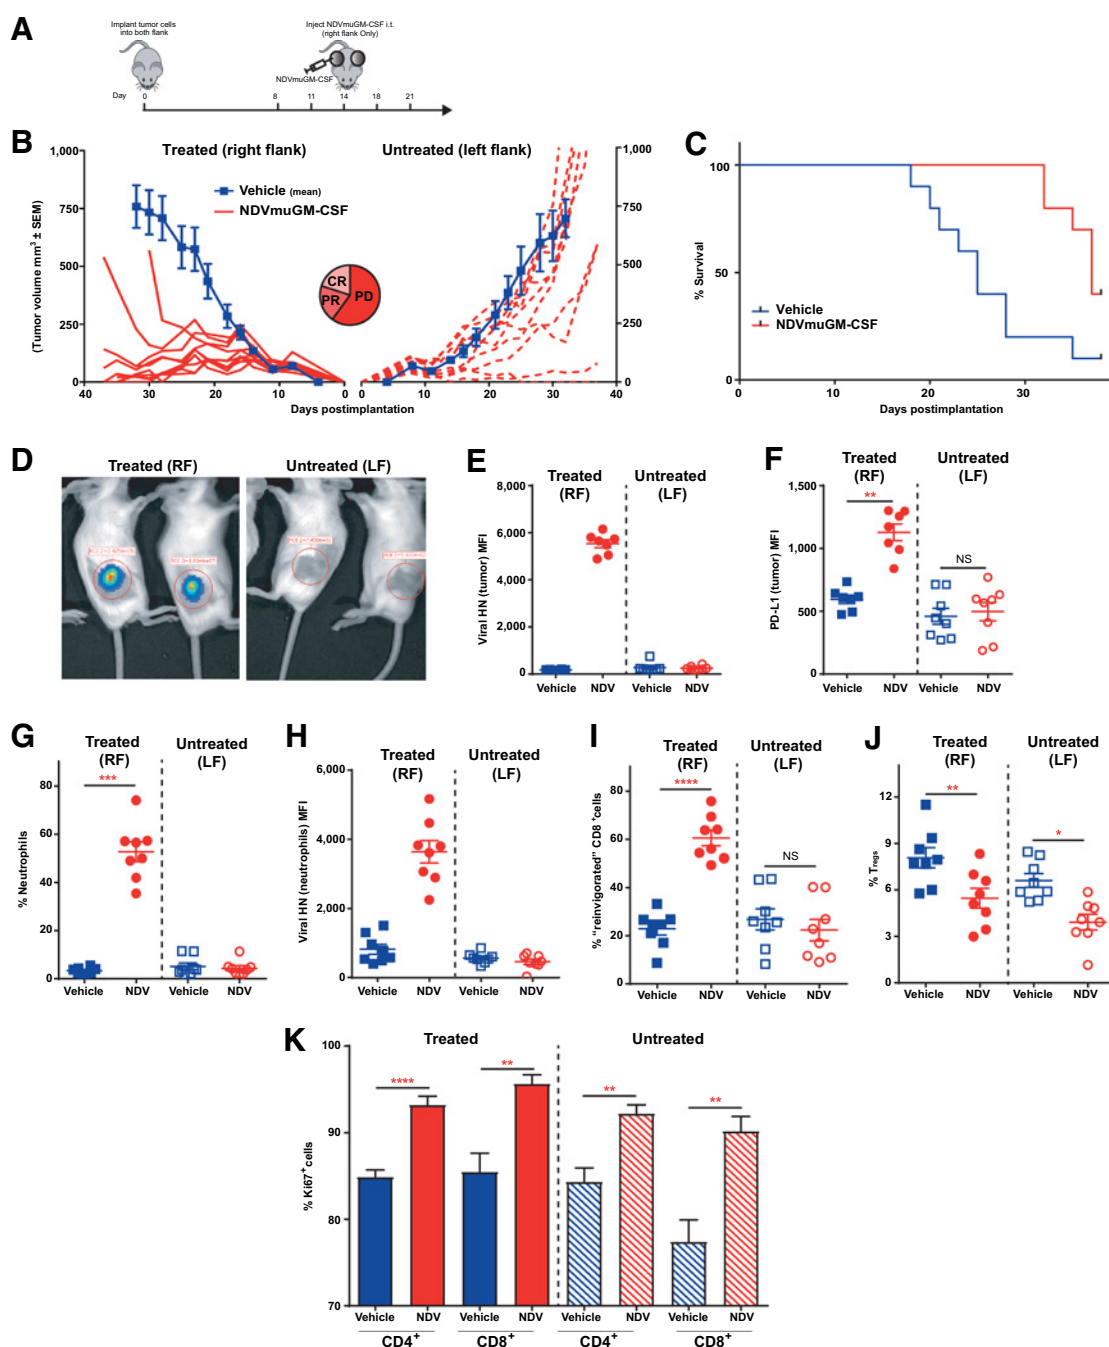 A
Implant tumor cells
into both flank
Inject NDVmuGM-CSF i.t.
(right flank Only)
NDVmuGM-CSF
Day 0 8 11 14 18 21
B
Treated (right flank)
Untreated (left flank)
(Tumor volume mm³ ± SEM)
1,000
750
500
250
0
Vehicle (mean)
NDVmuGM-CSF
CR
PR
PD
1,000
750
500
250
0
40 30 20 10 0 0 10 20 30 40
Days postimplantation
C
% Survival
100
50
0
Vehicle
NDVmuGM-CSF
0 10 20 30
Days postimplantation
D
Treated (RF)
Untreated (LF)
E
Treated
(RF)
Untreated
(LF)
Viral HN (tumor) MFI
8,000
6,000
4,000
2,000
0
Vehicle NDV Vehicle NDV
F
Treated
(RF)
Untreated
(LF)
PD-L1 (tumor) MFI
1,500
1,000
500
0
**
NS
Vehicle NDV Vehicle NDV
G
Treated
(RF)
Untreated
(LF)
% Neutrophils
80
60
40
20
0
***
Vehicle NDV Vehicle NDV
H
Treated
(RF)
Untreated
(LF)
Viral HN (neutrophils) MFI
6,000
4,000
2,000
0
Vehicle NDV Vehicle NDV
I
Treated
(RF)
Untreated
(LF)
% “reinvigorated” CD8⁺cells
80
60
40
20
0
****
NS
Vehicle NDV Vehicle NDV
J
Treated
(RF)
Untreated
(LF)
% Tregs
12
9
6
3
0
**
*
Vehicle NDV Vehicle NDV
K
Treated
Untreated
% Ki67⁺cells
100
90
80
70
****
**
**
**
Vehicle NDV Vehicle NDV Vehicle NDV Vehicle NDV
CD4⁺ CD8⁺ CD4⁺ CD8⁺